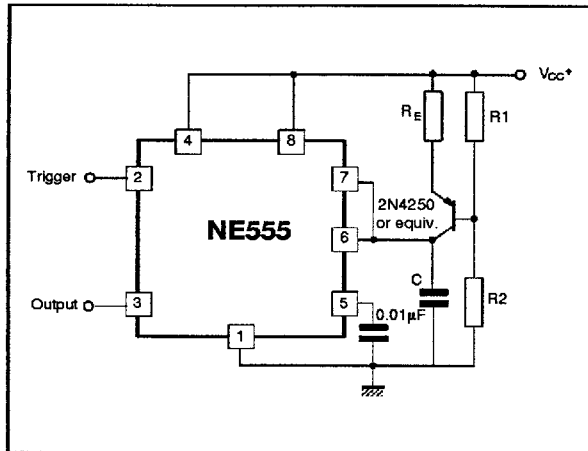 VCC+
4
8
RE
R1
Trigger
2
7
2N4250
or equiv.
NE555
6
C
R2
Output
3
5
0.01µF
1